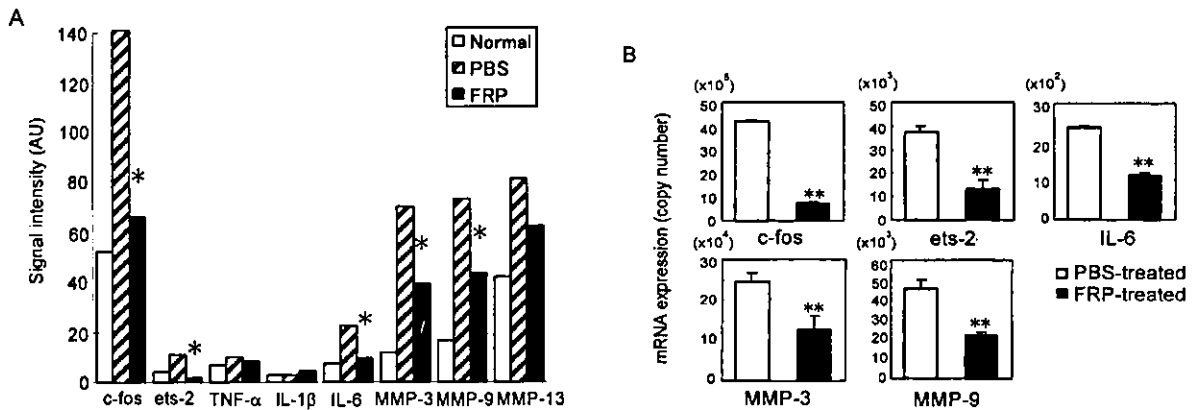 A
Signal intensity (AU)
140
120
100
80
60
40
20
0
Normal
PBS
FRP
*
*
*
*
*
c-fos ets-2 TNF-α IL-1β IL-6 MMP-3 MMP-9 MMP-13
B
mRNA expression (copy number)
(x10⁵) (x10³) (x10²)
50 50 30
40 40
30 30 20
20 20 10
10 10
0 0 0
** ** **
c-fos ets-2 IL-6
(x10⁴) (x10³)
30 60
50
20 40
30
10 20
10
0 0
** **
MMP-3 MMP-9
PBS-treated
FRP-treated